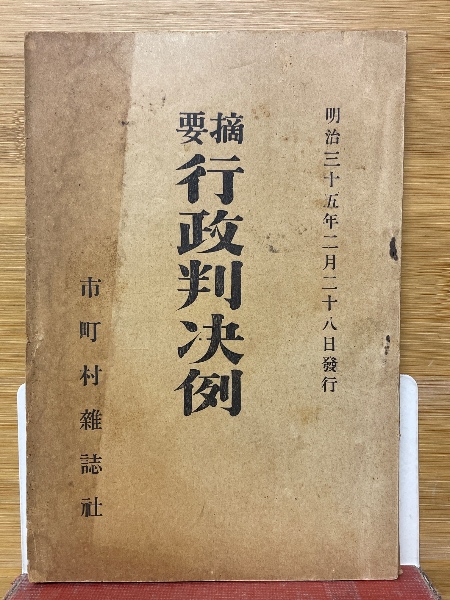 明治三十五年二月二十八日發行
摘要
行政判决例
市町村雜誌社